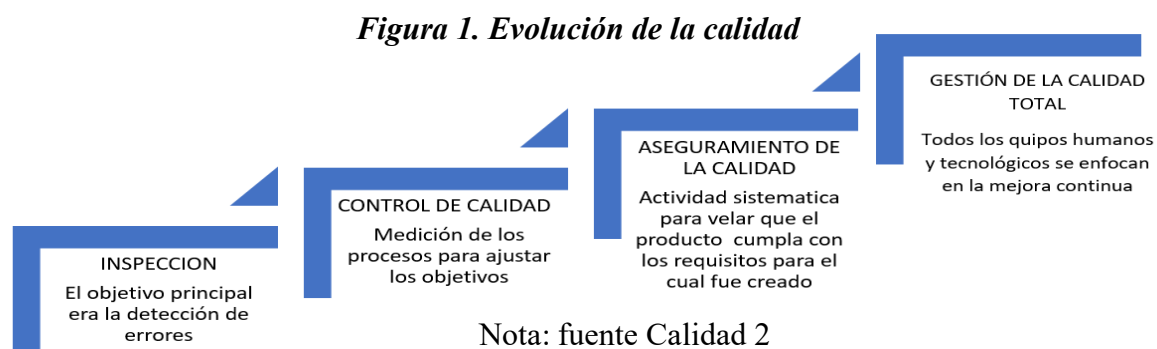 Figura 1. Evolución de la calidad
INSPECCION
El objetivo principal
era la detección de
errores
CONTROL DE CALIDAD
Medición de los
procesos para ajustar
los objetivos
ASEGURAMIENTO DE
LA CALIDAD
Actividad sistematica
para velar que el
producto cumpla con
los requisitos para el
cual fue creado
GESTIÓN DE LA CALIDAD
TOTAL
Todos los quipos humanos
y tecnológicos se enfocan
en la mejora continua
Nota: fuente Calidad 2